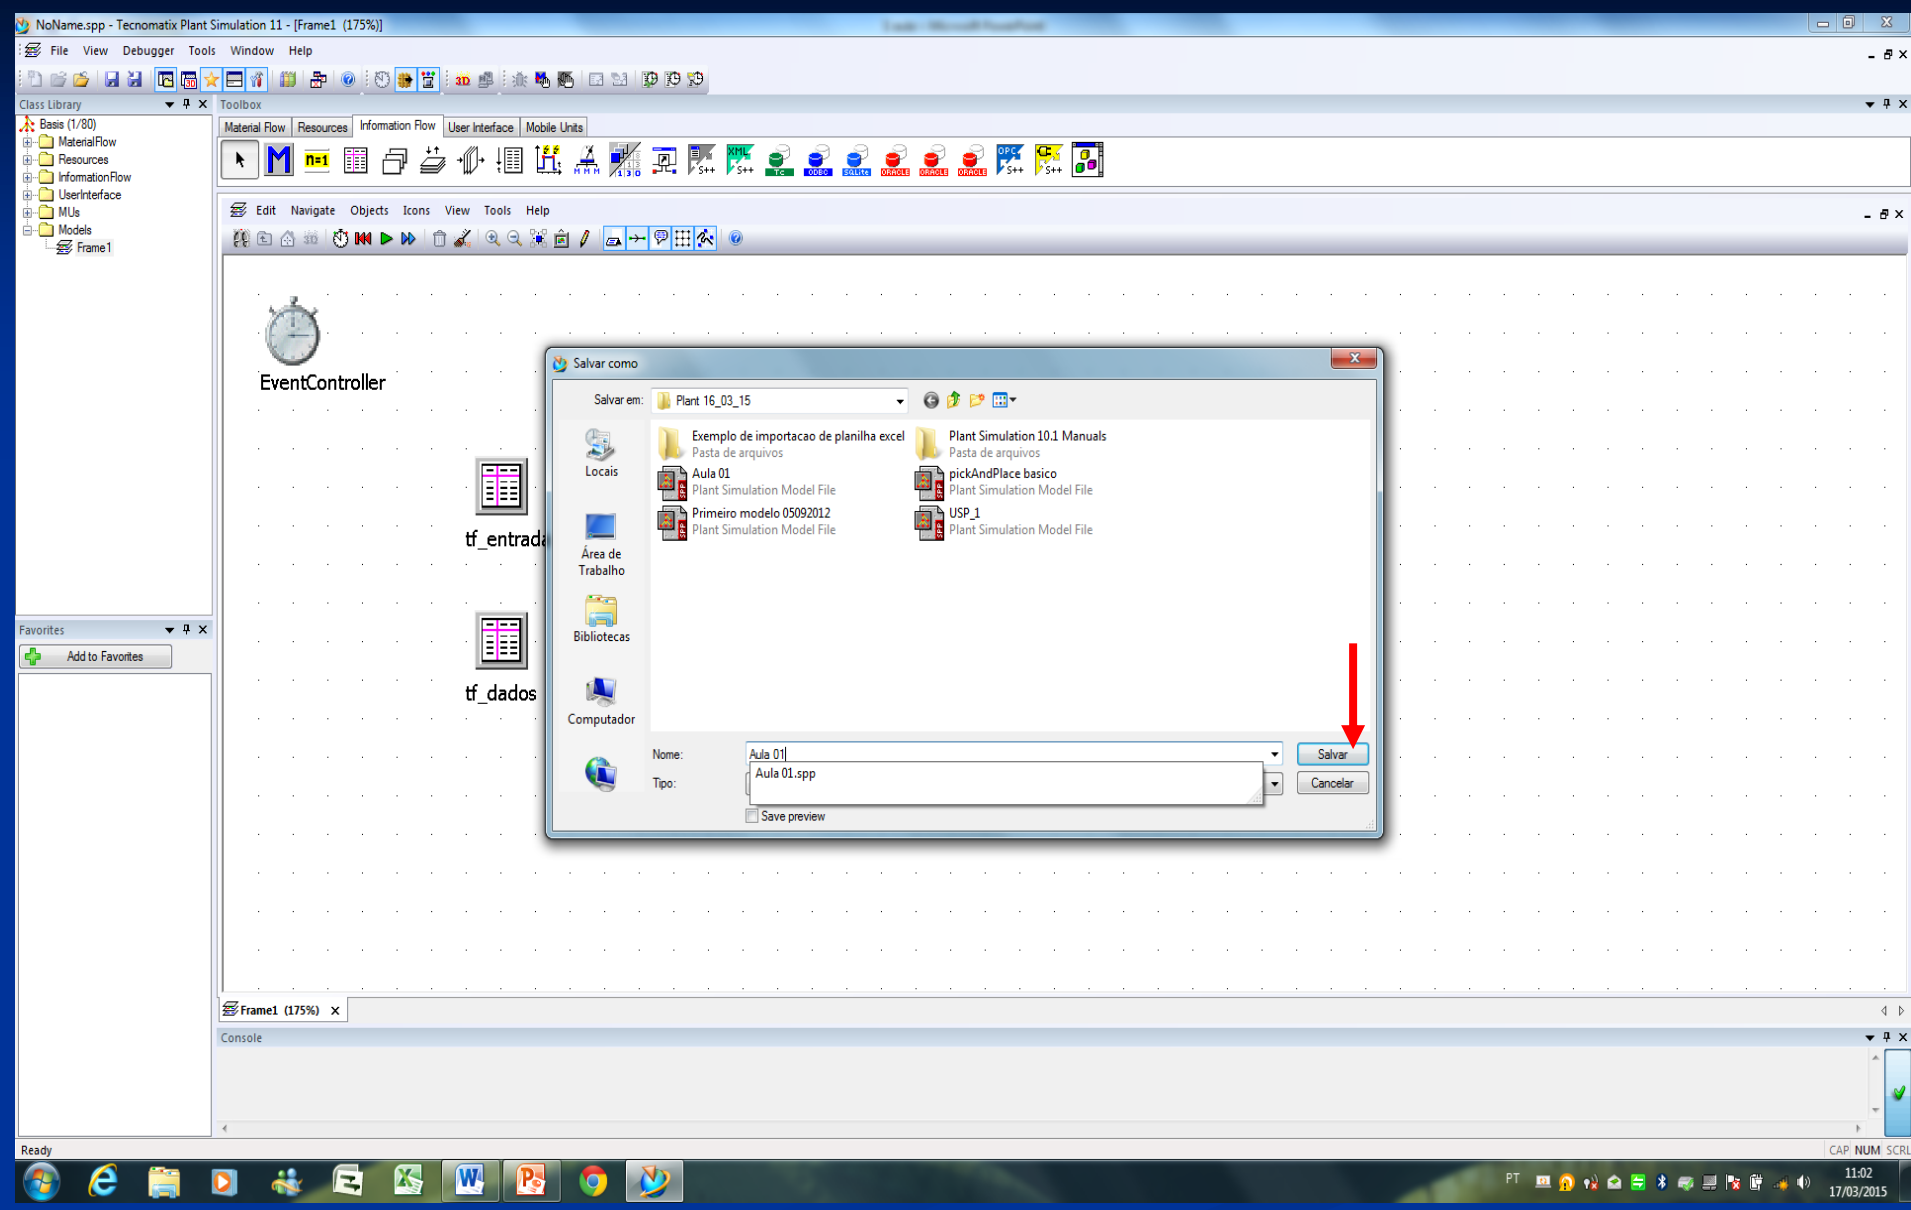 NoName.spp - Tecnomatix Plant Simulation 11 - [Frame1 (175%)]
File View Debugger Tools Window Help
Class Library
Toolbox
Basis (1/80)
MaterialFlow
Resources
InformationFlow
UserInterface
MUs
Models
Frame1
Material Flow Resources Information Flow User Interface Mobile Units
Edit Navigate Objects Icons View Tools Help
EventController
tf_entrada
tf_dados
Salvar como
Salvar em: Plant 16_03_15
Locais
Área de
Trabalho
Bibliotecas
Computador
Exemplo de importacao de planilha excel
Pasta de arquivos
Plant Simulation 10.1 Manuals
Pasta de arquivos
Aula 01
Plant Simulation Model File
pickAndPlace basico
Plant Simulation Model File
Primeiro modelo 05092012
Plant Simulation Model File
USP_1
Plant Simulation Model File
Nome: Aula 01 Salvar
Aula 01.spp
Tipo: Cancelar
Save preview
Favorites
Add to Favorites
Frame1 (175%)
Console
Ready
CAP NUM SCRL
PT
11:02
17/03/2015